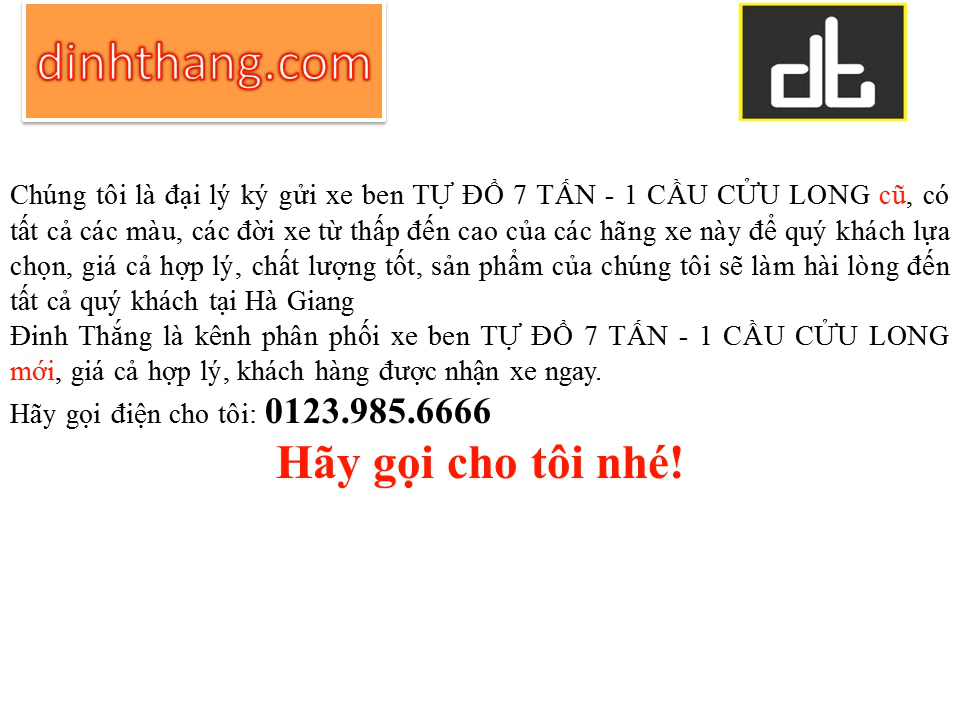 dinhthang.com
dt
Chúng tôi là đại lý ký gửi xe ben TỰ ĐỔ 7 TẤN - 1 CẦU CỬU LONG cũ, có
tất cả các màu, các đời xe từ thấp đến cao của các hãng xe này để quý khách lựa
chọn, giá cả hợp lý, chất lượng tốt, sản phẩm của chúng tôi sẽ làm hài lòng đến
tất cả quý khách tại Hà Giang
Đinh Thắng là kênh phân phối xe ben TỰ ĐỔ 7 TẤN - 1 CẦU CỬU LONG
mới, giá cả hợp lý, khách hàng được nhận xe ngay.
Hãy gọi điện cho tôi: 0123.985.6666
Hãy gọi cho tôi nhé!